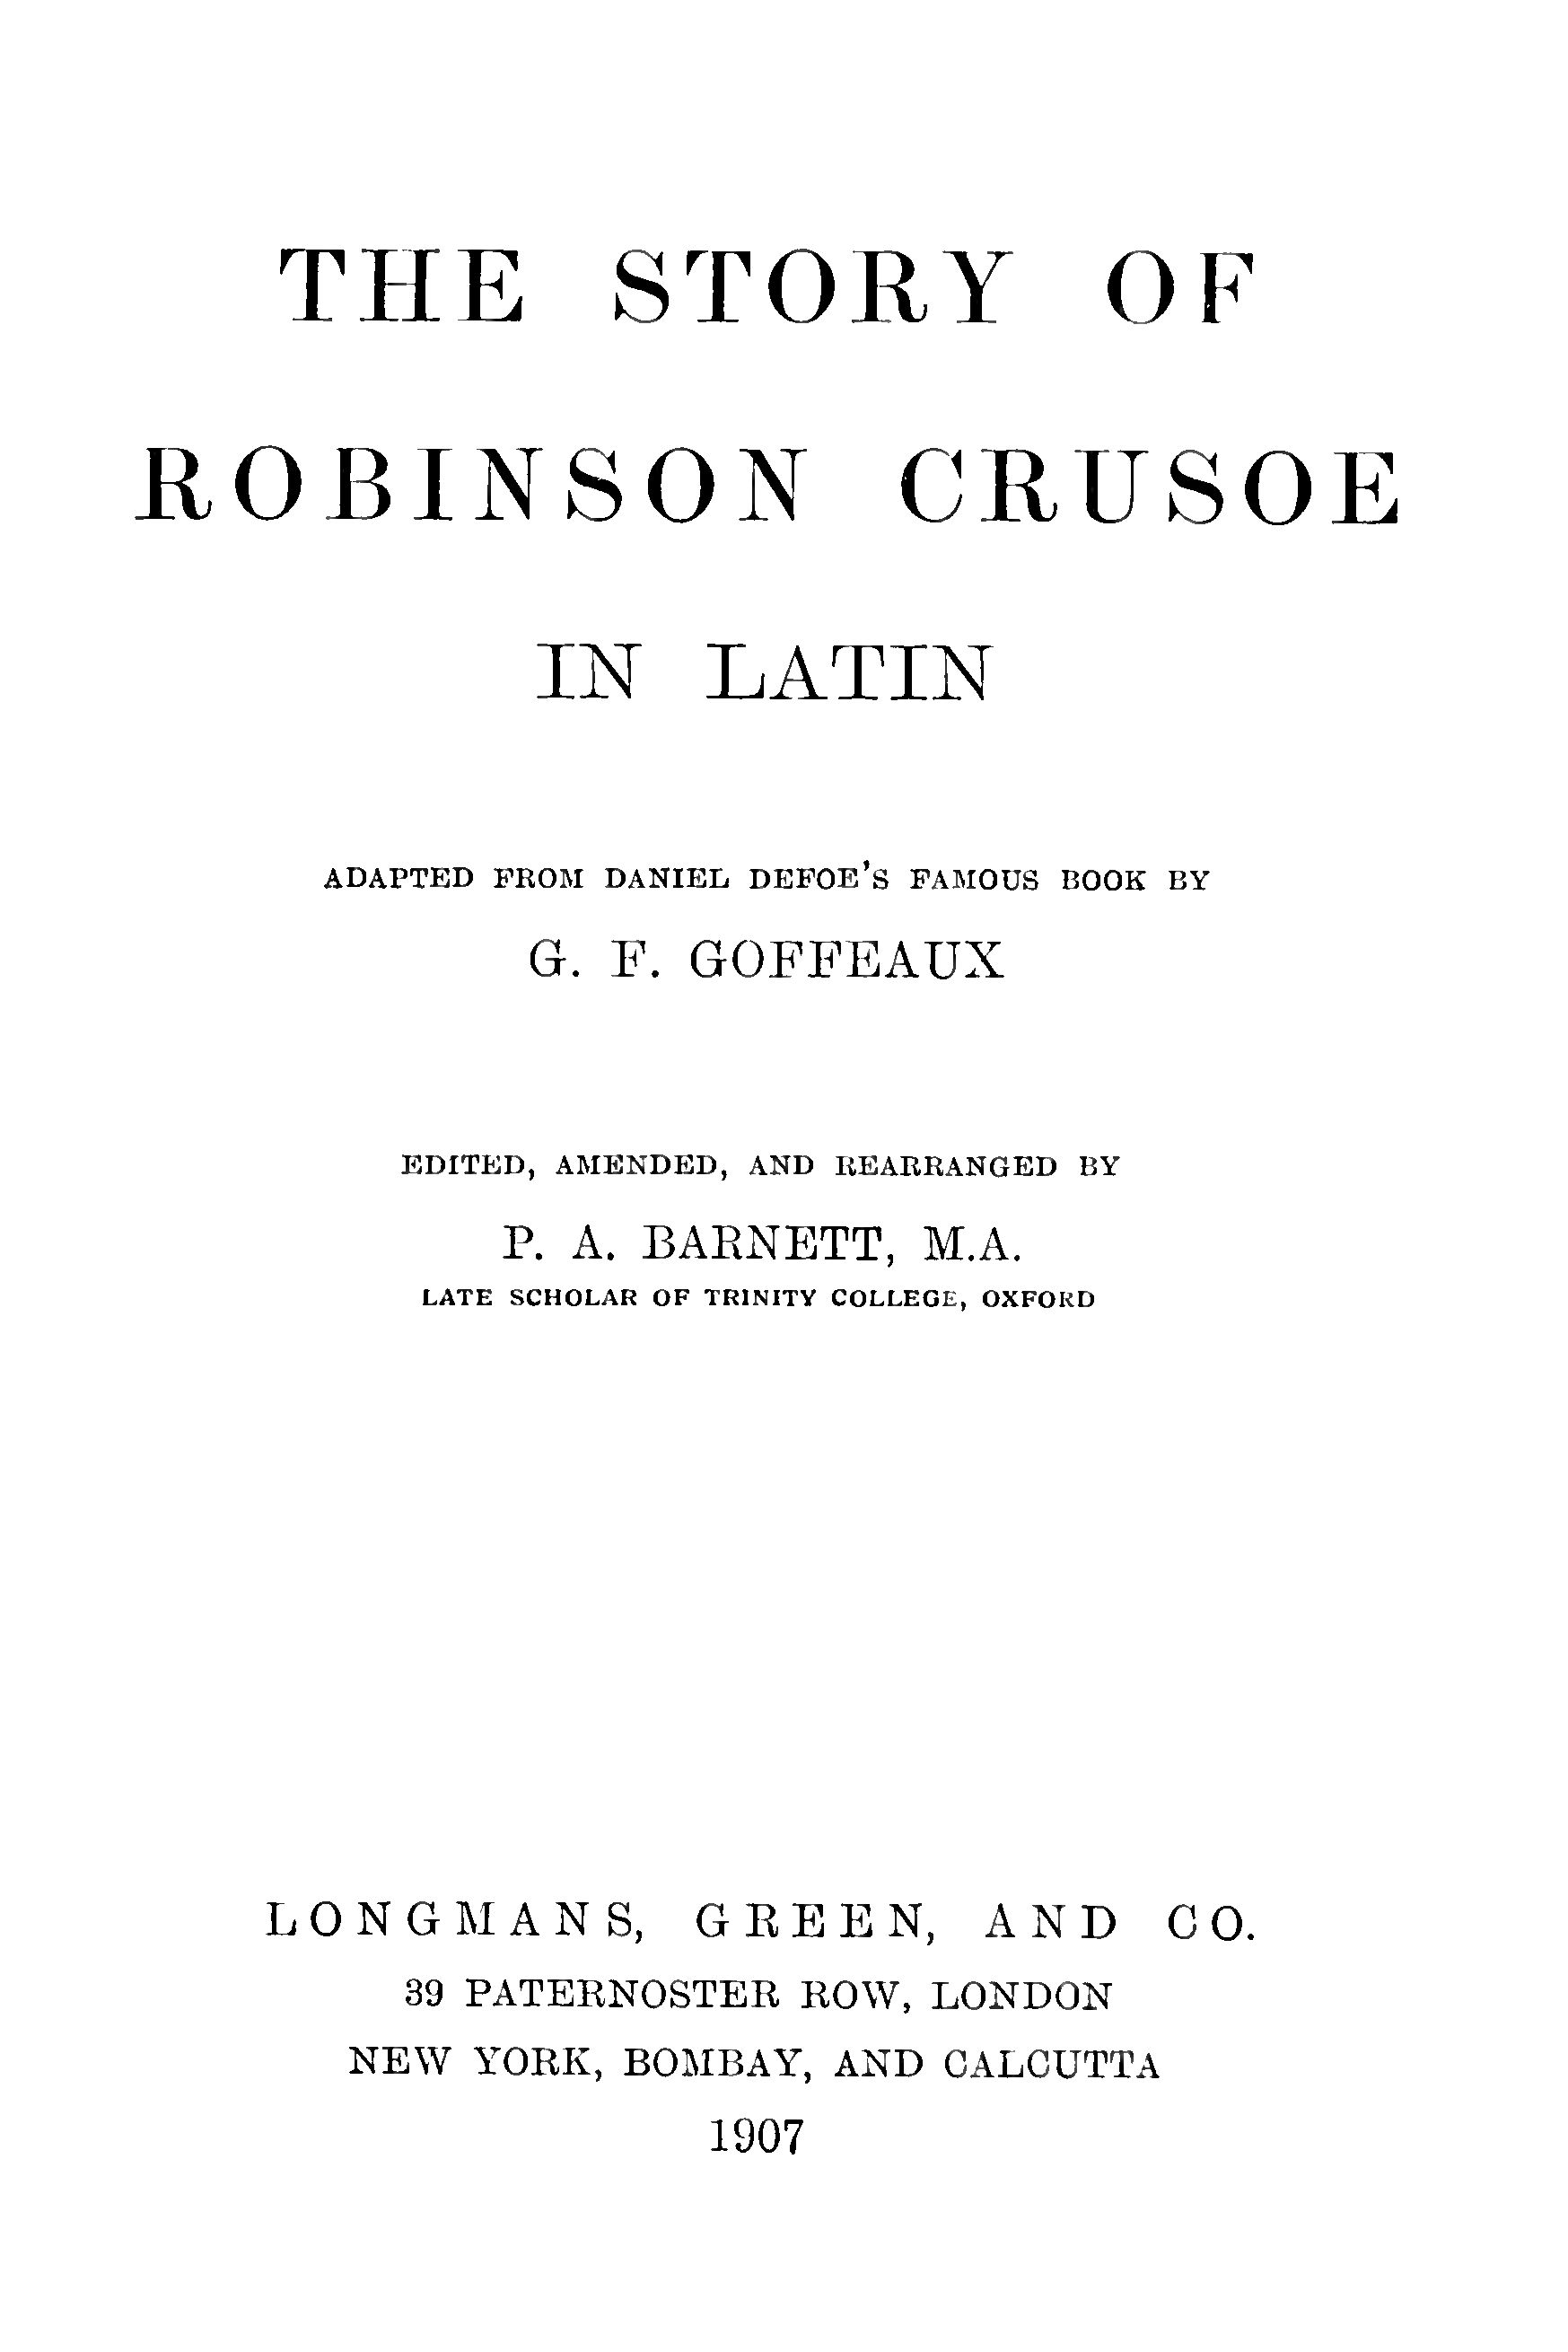 THE STORY OF
ROBINSON CRUSOE
IN LATIN
ADAPTED FROM DANIEL DEFOE'S FAMOUS BOOK BY
G. F. GOFFEAUX
EDITED, AMENDED, AND REARRANGED BY
P. A. BARNETT, M.A.
LATE SCHOLAR OF TRINITY COLLEGE, OXFORD
LONGMANS, GREEN, AND CO.
39 PATERNOSTER ROW, LONDON
NEW YORK, BOMBAY, AND CALCUTTA
1907